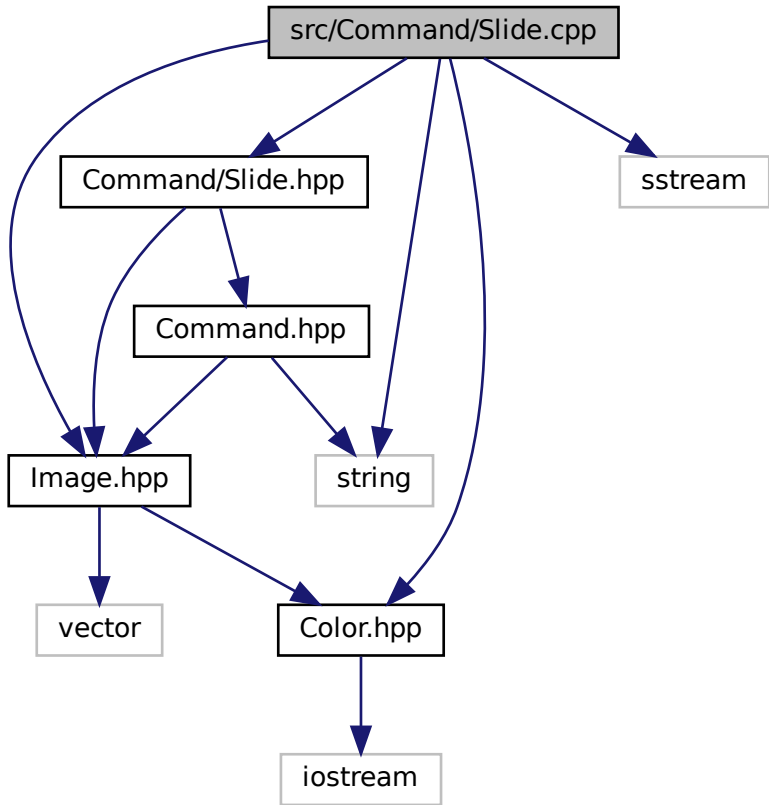 src/Command/Slide.cpp
Command/Slide.hpp
sstream
Command.hpp
Image.hpp
string
vector
Color.hpp
iostream